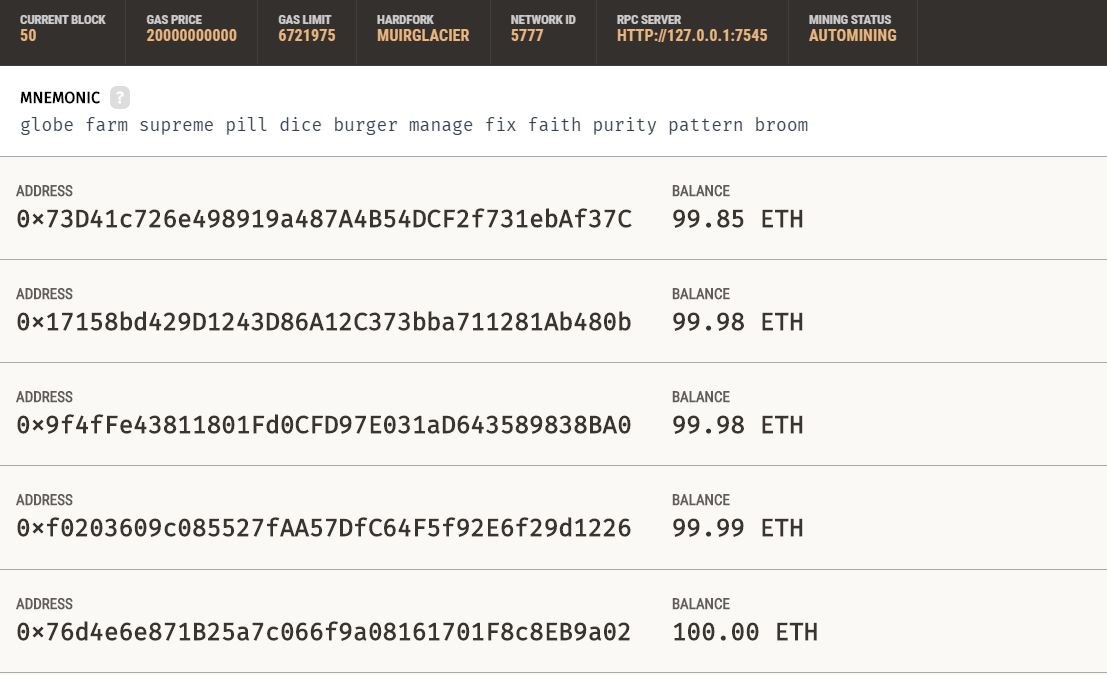 CURRENT BLOCK GAS PRICE GAS LIMIT HARDFORK NETWORK ID RPC SERVER MINING STATUS
50 20000000000 6721975 MUIRGLACIER 5777 HTTP://127.0.0.1:7545 AUTOMINING
MNEMONIC ?
globe farm supreme pill dice burger manage fix faith purity pattern broom
ADDRESS BALANCE
0×73D41c726e498919a487A4B54DCF2f731ebAf37C 99.85 ETH
ADDRESS BALANCE
0×17158bd429D1243D86A12C373bba711281Ab480b 99.98 ETH
ADDRESS BALANCE
0×9f4fFe43811801Fd0CFD97E031aD643589838BA0 99.98 ETH
ADDRESS BALANCE
0×f0203609c085527fAA57DfC64F5f92E6f29d1226 99.99 ETH
ADDRESS BALANCE
0×76d4e6e871B25a7c066f9a08161701F8c8EB9a02 100.00 ETH